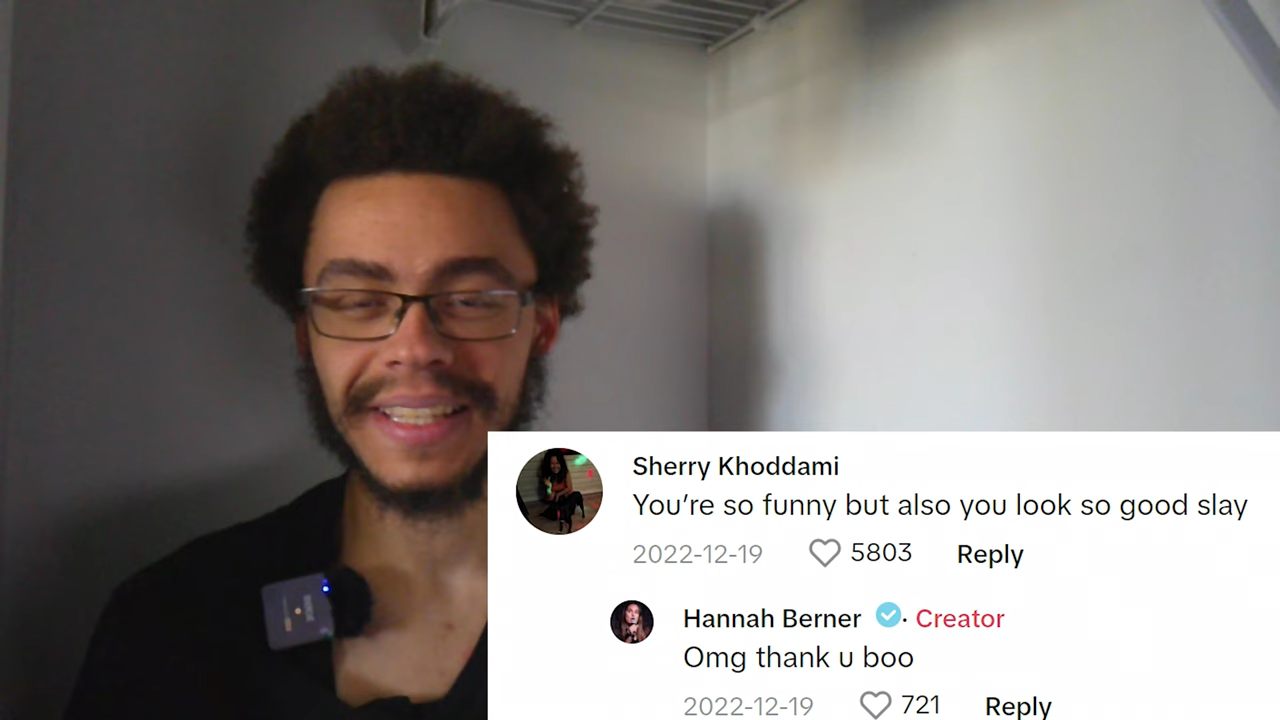 Sherry Khoddami
You're so funny but also you look so good slay
2022-12-19 5803 Reply
Hannah Berner · Creator
Omg thank u boo
2022-12-19 721 Reply